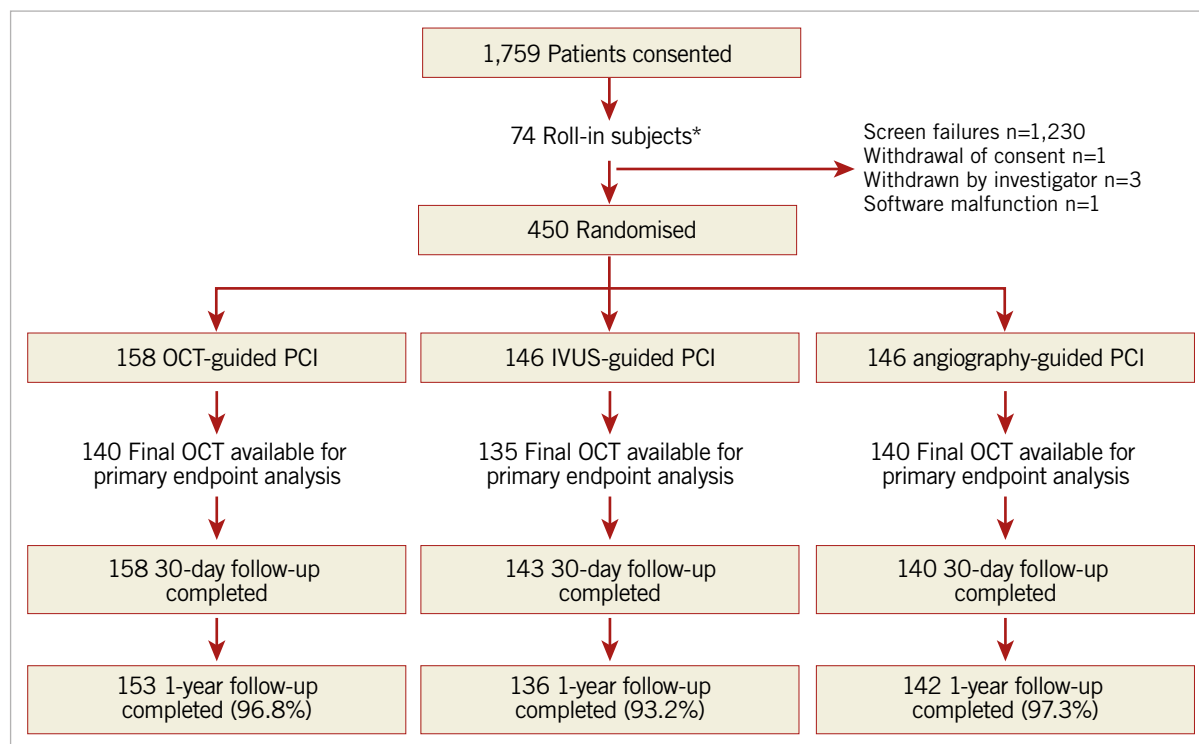 1,759 Patients consented
74 Roll-in subjects*
Screen failures n=1,230
Withdrawal of consent n=1
Withdrawn by investigator n=3
Software malfunction n=1
450 Randomised
158 OCT-guided PCI
146 IVUS-guided PCI
146 angiography-guided PCI
140 Final OCT available for
primary endpoint analysis
135 Final OCT available for
primary endpoint analysis
140 Final OCT available for
primary endpoint analysis
158 30-day follow-up
completed
143 30-day follow-up
completed
140 30-day follow-up
completed
153 1-year follow-up
completed (96.8%)
136 1-year follow-up
completed (93.2%)
142 1-year follow-up
completed (97.3%)